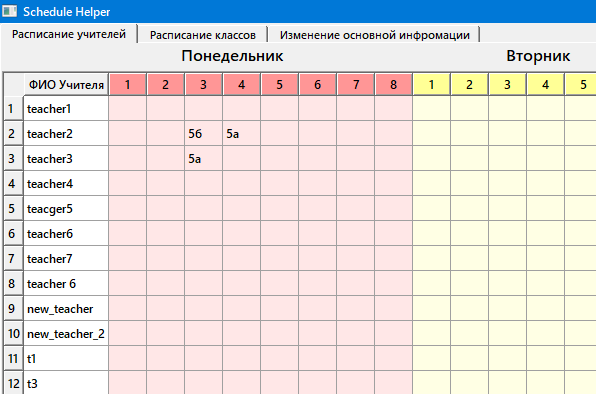 Schedule Helper
Расписание учителей Расписание классов Изменение основной инфромации
Понедельник Вторник
ФИО Учителя 1 2 3 4 5 6 7 8 1 2 3 4 5
1 teacher1
2 teacher2 5б 5а
3 teacher3 5а
4 teacher4
5 teacger5
6 teacher6
7 teacher7
8 teacher 6
9 new_teacher
10 new_teacher_2
11 t1
12 t3